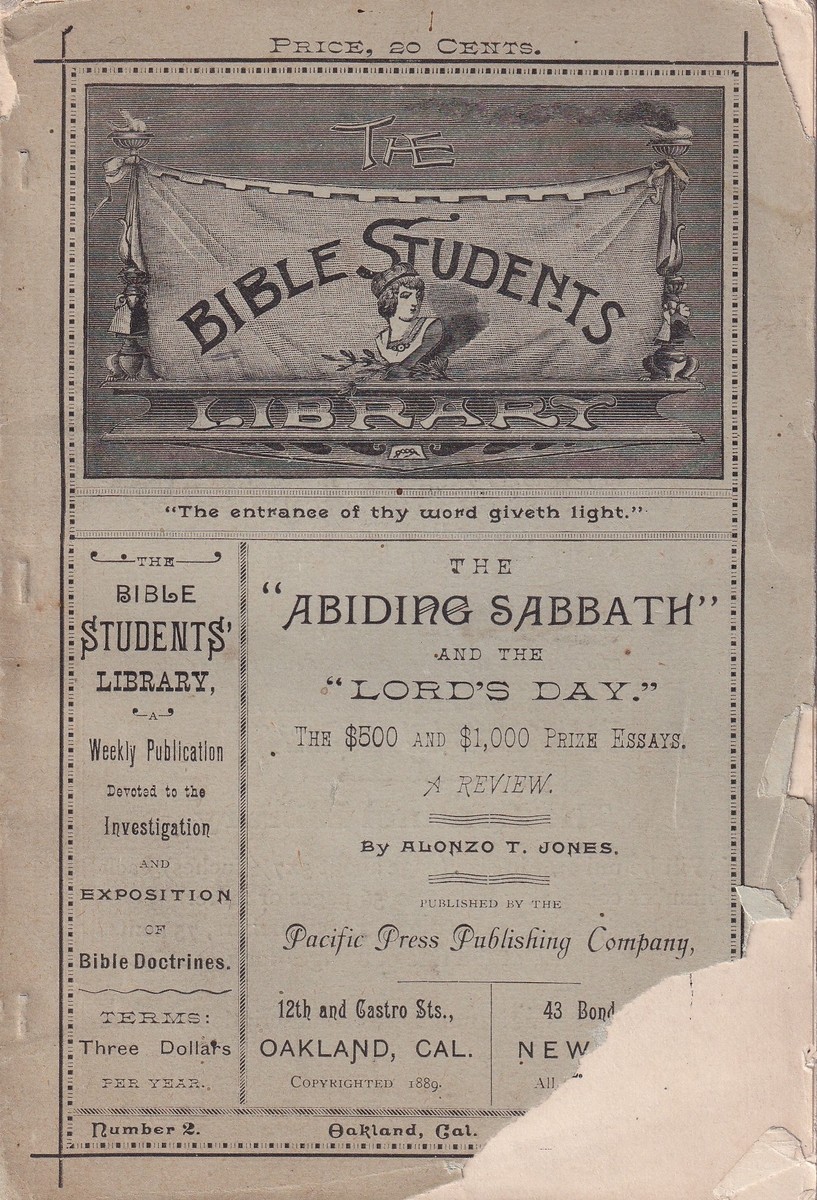 PRICE, 20 CENTS.
THE
BIBLE STUDENTS
LIBRARY
"The entrance of thy word giveth light."
THE
BIBLE
STUDENTS'
LIBRARY,
A
Weekly Publication
Devoted to the
Investigation
AND
EXPOSITION
OF
Bible Doctrines.
TERMS:
Three Dollars
PER YEAR.
THE
"ABIDING SABBATH"
AND THE
"LORD'S DAY."
THE $500 AND $1,000 PRIZE ESSAYS.
A REVIEW.
By ALONZO T. JONES.
PUBLISHED BY THE
Pacific Press Publishing Company,
12th and Castro Sts.,
OAKLAND, CAL.
COPYRIGHTED 1889.
43 Bond
NEW
All
Number 2.
Oakland, Cal.